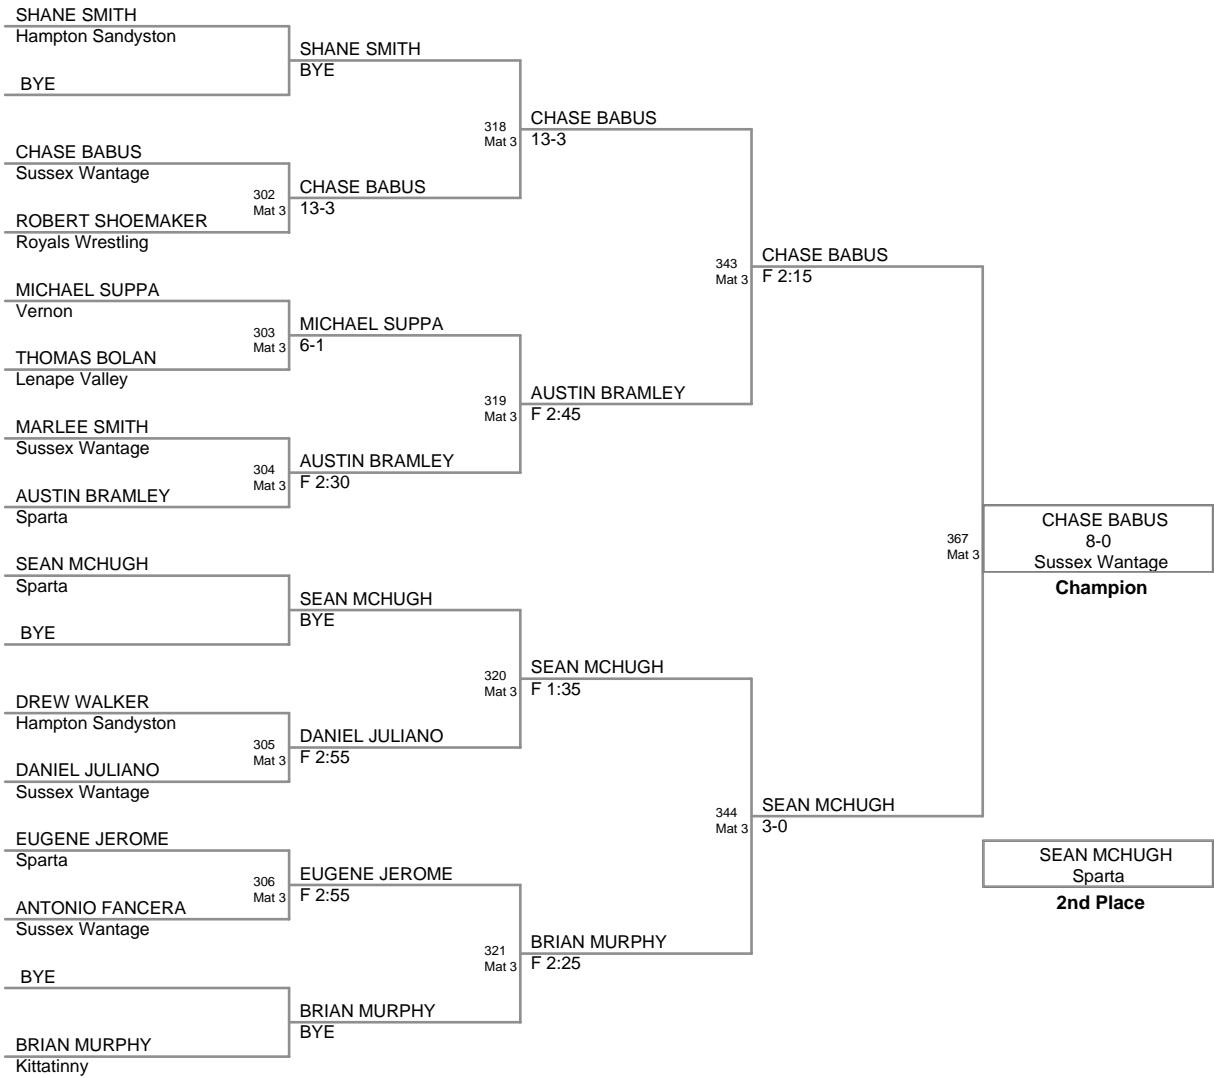 SHANE SMITH
Hampton Sandyston
BYE
CHASE BABUS
Sussex Wantage
ROBERT SHOEMAKER
Royals Wrestling
MICHAEL SUPPA
Vernon
THOMAS BOLAN
Lenape Valley
MARLEE SMITH
Sussex Wantage
AUSTIN BRAMLEY
Sparta
SEAN MCHUGH
Sparta
BYE
DREW WALKER
Hampton Sandyston
DANIEL JULIANO
Sussex Wantage
EUGENE JEROME
Sparta
ANTONIO FANCERA
Sussex Wantage
BYE
BRIAN MURPHY
Kittatinny
SHANE SMITH
BYE
302
Mat 3
CHASE BABUS
13-3
303
Mat 3
MICHAEL SUPPA
6-1
304
Mat 3
AUSTIN BRAMLEY
F 2:30
SEAN MCHUGH
BYE
305
Mat 3
DANIEL JULIANO
F 2:55
306
Mat 3
EUGENE JEROME
F 2:55
BRIAN MURPHY
BYE
318
Mat 3
CHASE BABUS
13-3
319
Mat 3
AUSTIN BRAMLEY
F 2:45
320
Mat 3
SEAN MCHUGH
F 1:35
321
Mat 3
BRIAN MURPHY
F 2:25
343
Mat 3
CHASE BABUS
F 2:15
344
Mat 3
SEAN MCHUGH
3-0
367
Mat 3
CHASE BABUS
8-0
Sussex Wantage
Champion
SEAN MCHUGH
Sparta
2nd Place